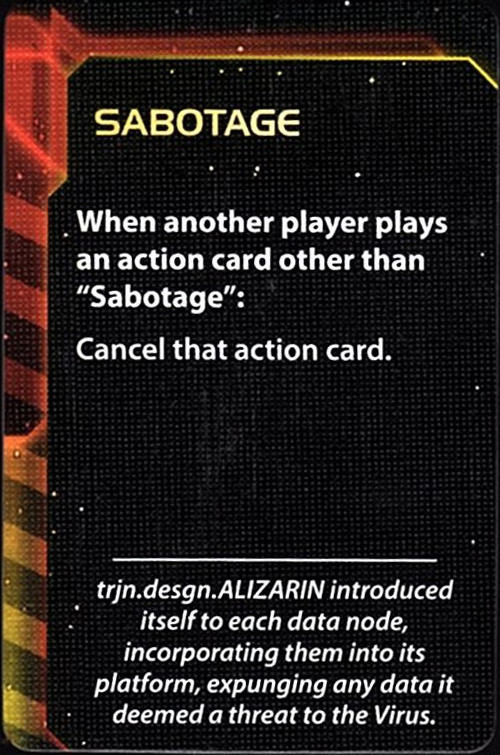 SABOTAGE
When another player plays
an action card other than
“Sabotage”:
Cancel that action card.
trjn.desgn.ALIZARIN introduced
itself to each data node,
incorporating them into its
platform, expunging any data it
deemed a threat to the Virus.